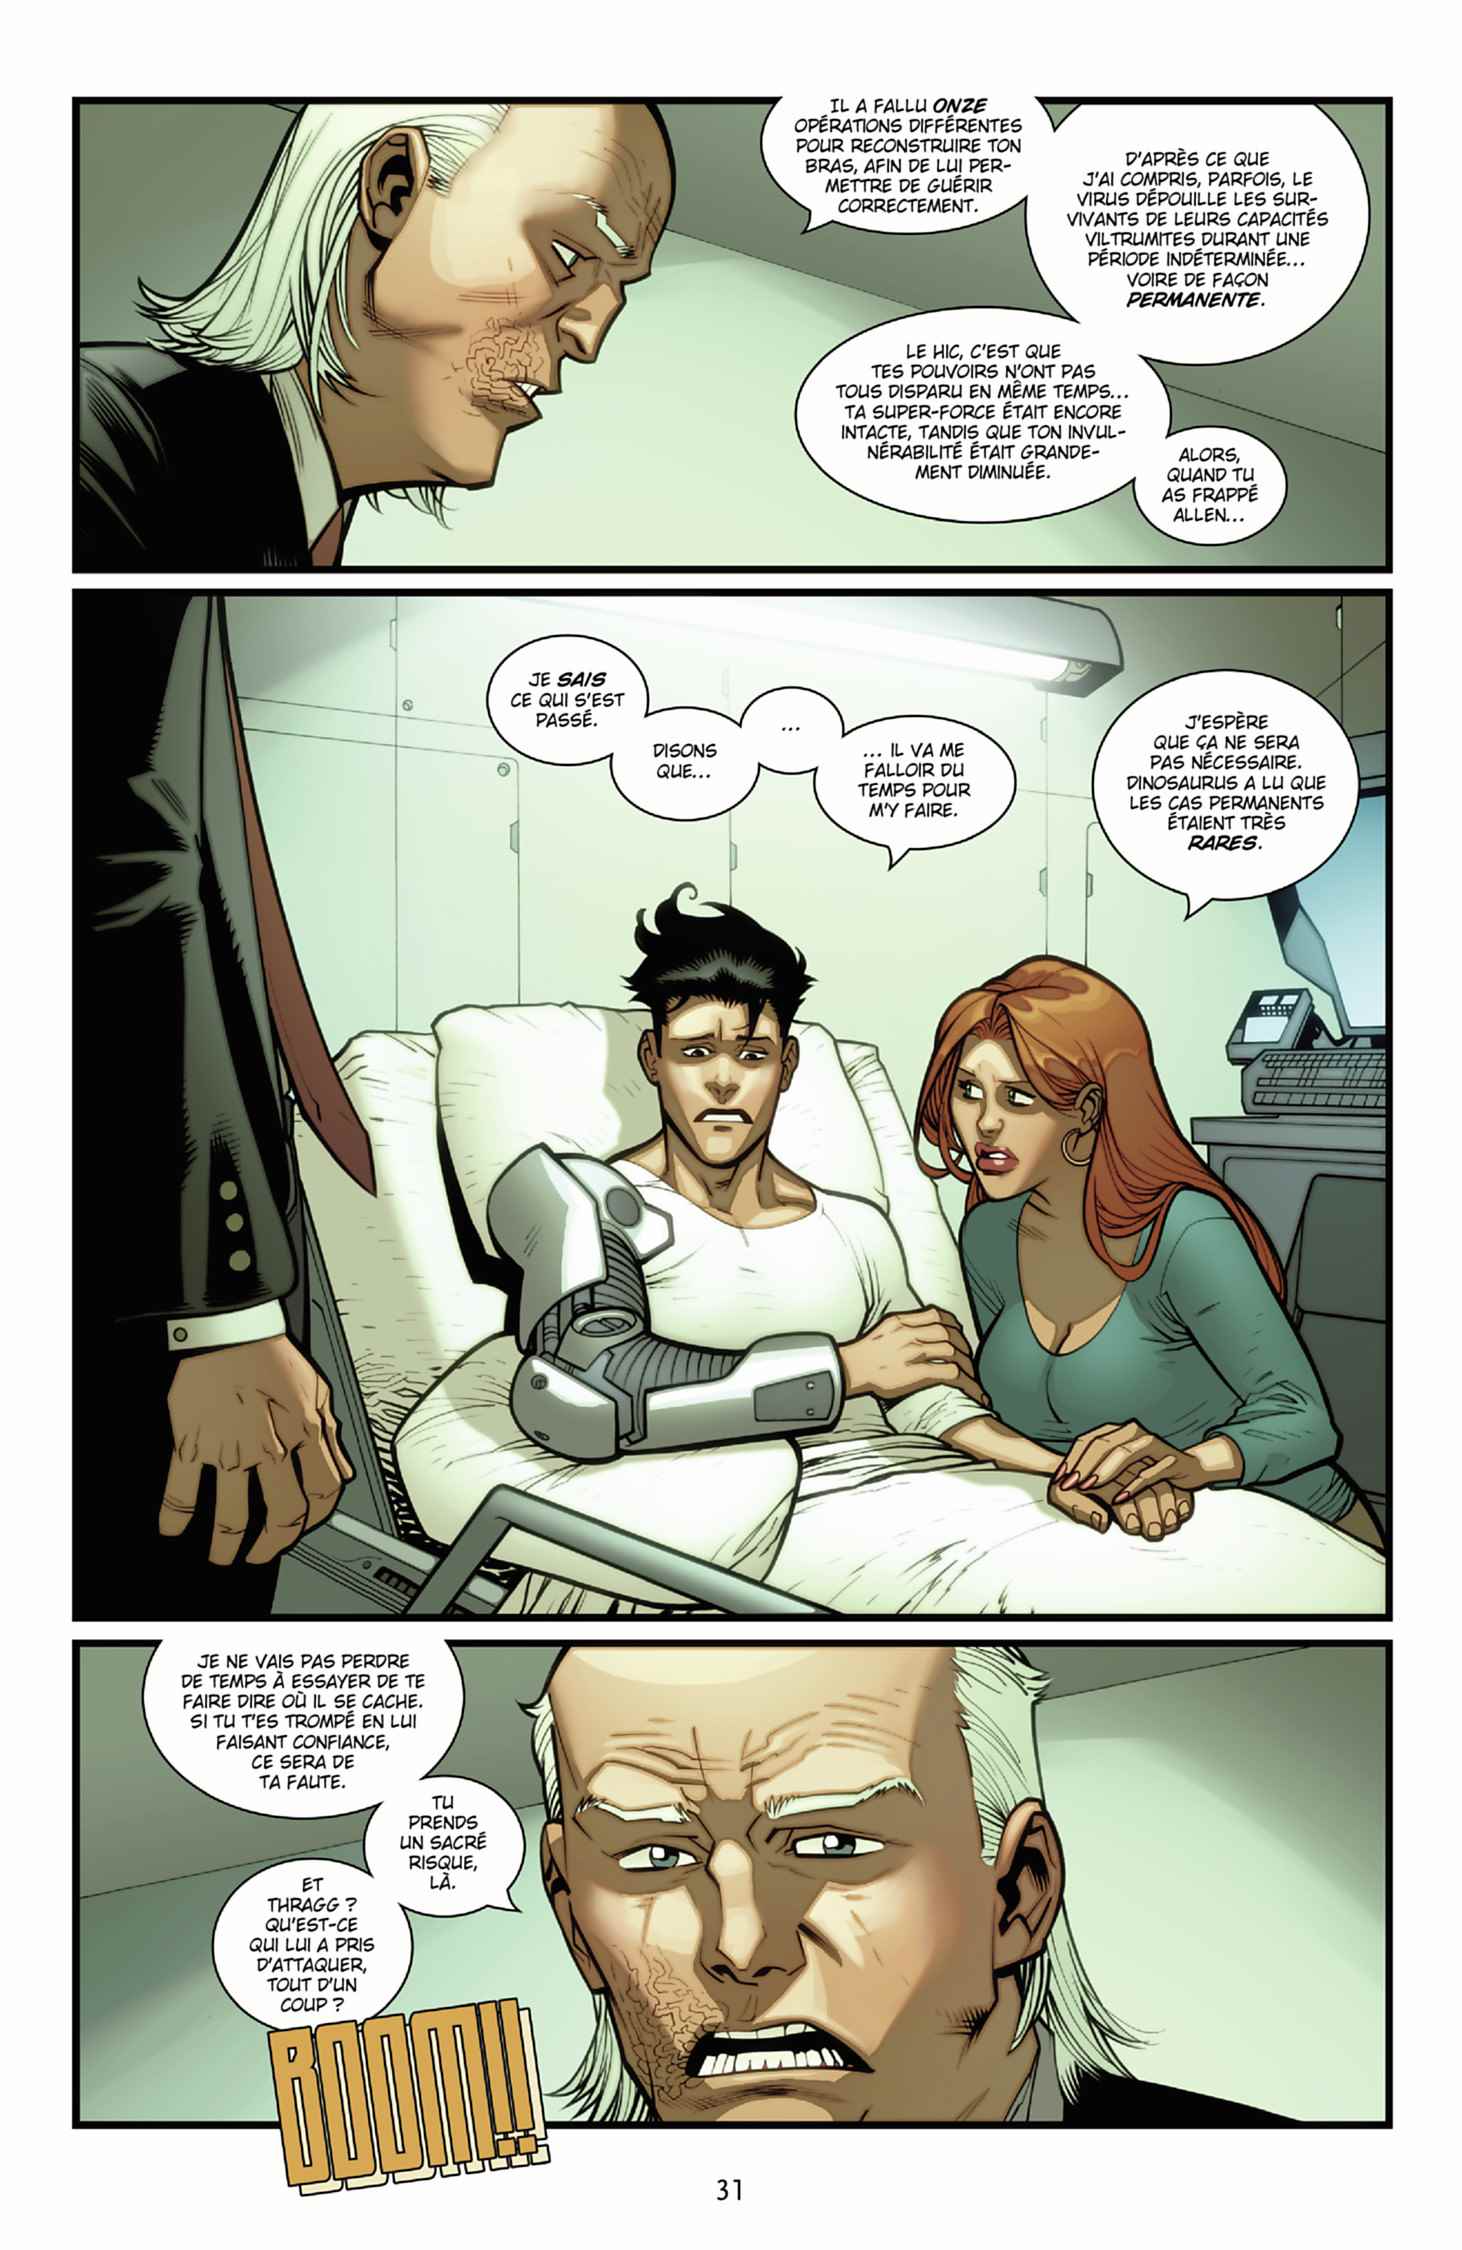 IL A FALLU ONZE
OPÉRATIONS DIFFÉRENTES
POUR RECONSTRUIRE TON
BRAS, AFIN DE LUI PER-
METTRE DE GUÉRIR
CORRECTEMENT.
D'APRÈS CE QUE
J'AI COMPRIS, PARFOIS, LE
VIRUS DÉPOUILLE LES SUR-
VIVANTS DE LEURS CAPACITÉS
VILTRUMITES DURANT UNE
PÉRIODE INDÉTERMINÉE...
VOIRE DE FAÇON
PERMANENTE.
LE HIC, C'EST QUE
TES POUVOIRS N'ONT PAS
TOUS DISPARU EN MÊME TEMPS...
TA SUPER-FORCE ÉTAIT ENCORE
INTACTE, TANDIS QUE TON INVUL-
NÉRABILITÉ ÉTAIT GRANDE-
MENT DIMINUÉE.
ALORS,
QUAND TU
AS FRAPPÉ
ALLEN...
JE SAIS
CE QUI S'EST
PASSÉ.
DISONS
QUE...
...
... IL VA ME
FALLOIR DU
TEMPS POUR
M'Y FAIRE.
J'ESPÈRE
QUE ÇA NE SERA
PAS NÉCESSAIRE.
DINOSAURUS A LU QUE
LES CAS PERMANENTS
ÉTAIENT TRÈS
RARES.
JE NE VAIS PAS PERDRE
DE TEMPS À ESSAYER DE TE
FAIRE DIRE OÙ IL SE CACHE.
SI TU T'ES TROMPÉ EN LUI
FAISANT CONFIANCE,
CE SERA DE
TA FAUTE.
TU
PRENDS
UN SACRÉ
RISQUE,
LÀ.
ET
THRAGG ?
QU'EST-CE
QUI LUI A PRIS
D'ATTAQUER,
TOUT D'UN
COUP ?
BOOM!!
31